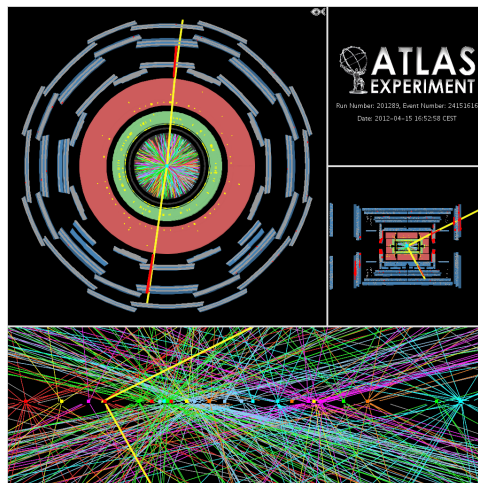 ATLAS
EXPERIMENT
Run Number: 201289, Event Number: 24151616
Date: 2012-04-15 16:52:58 CEST